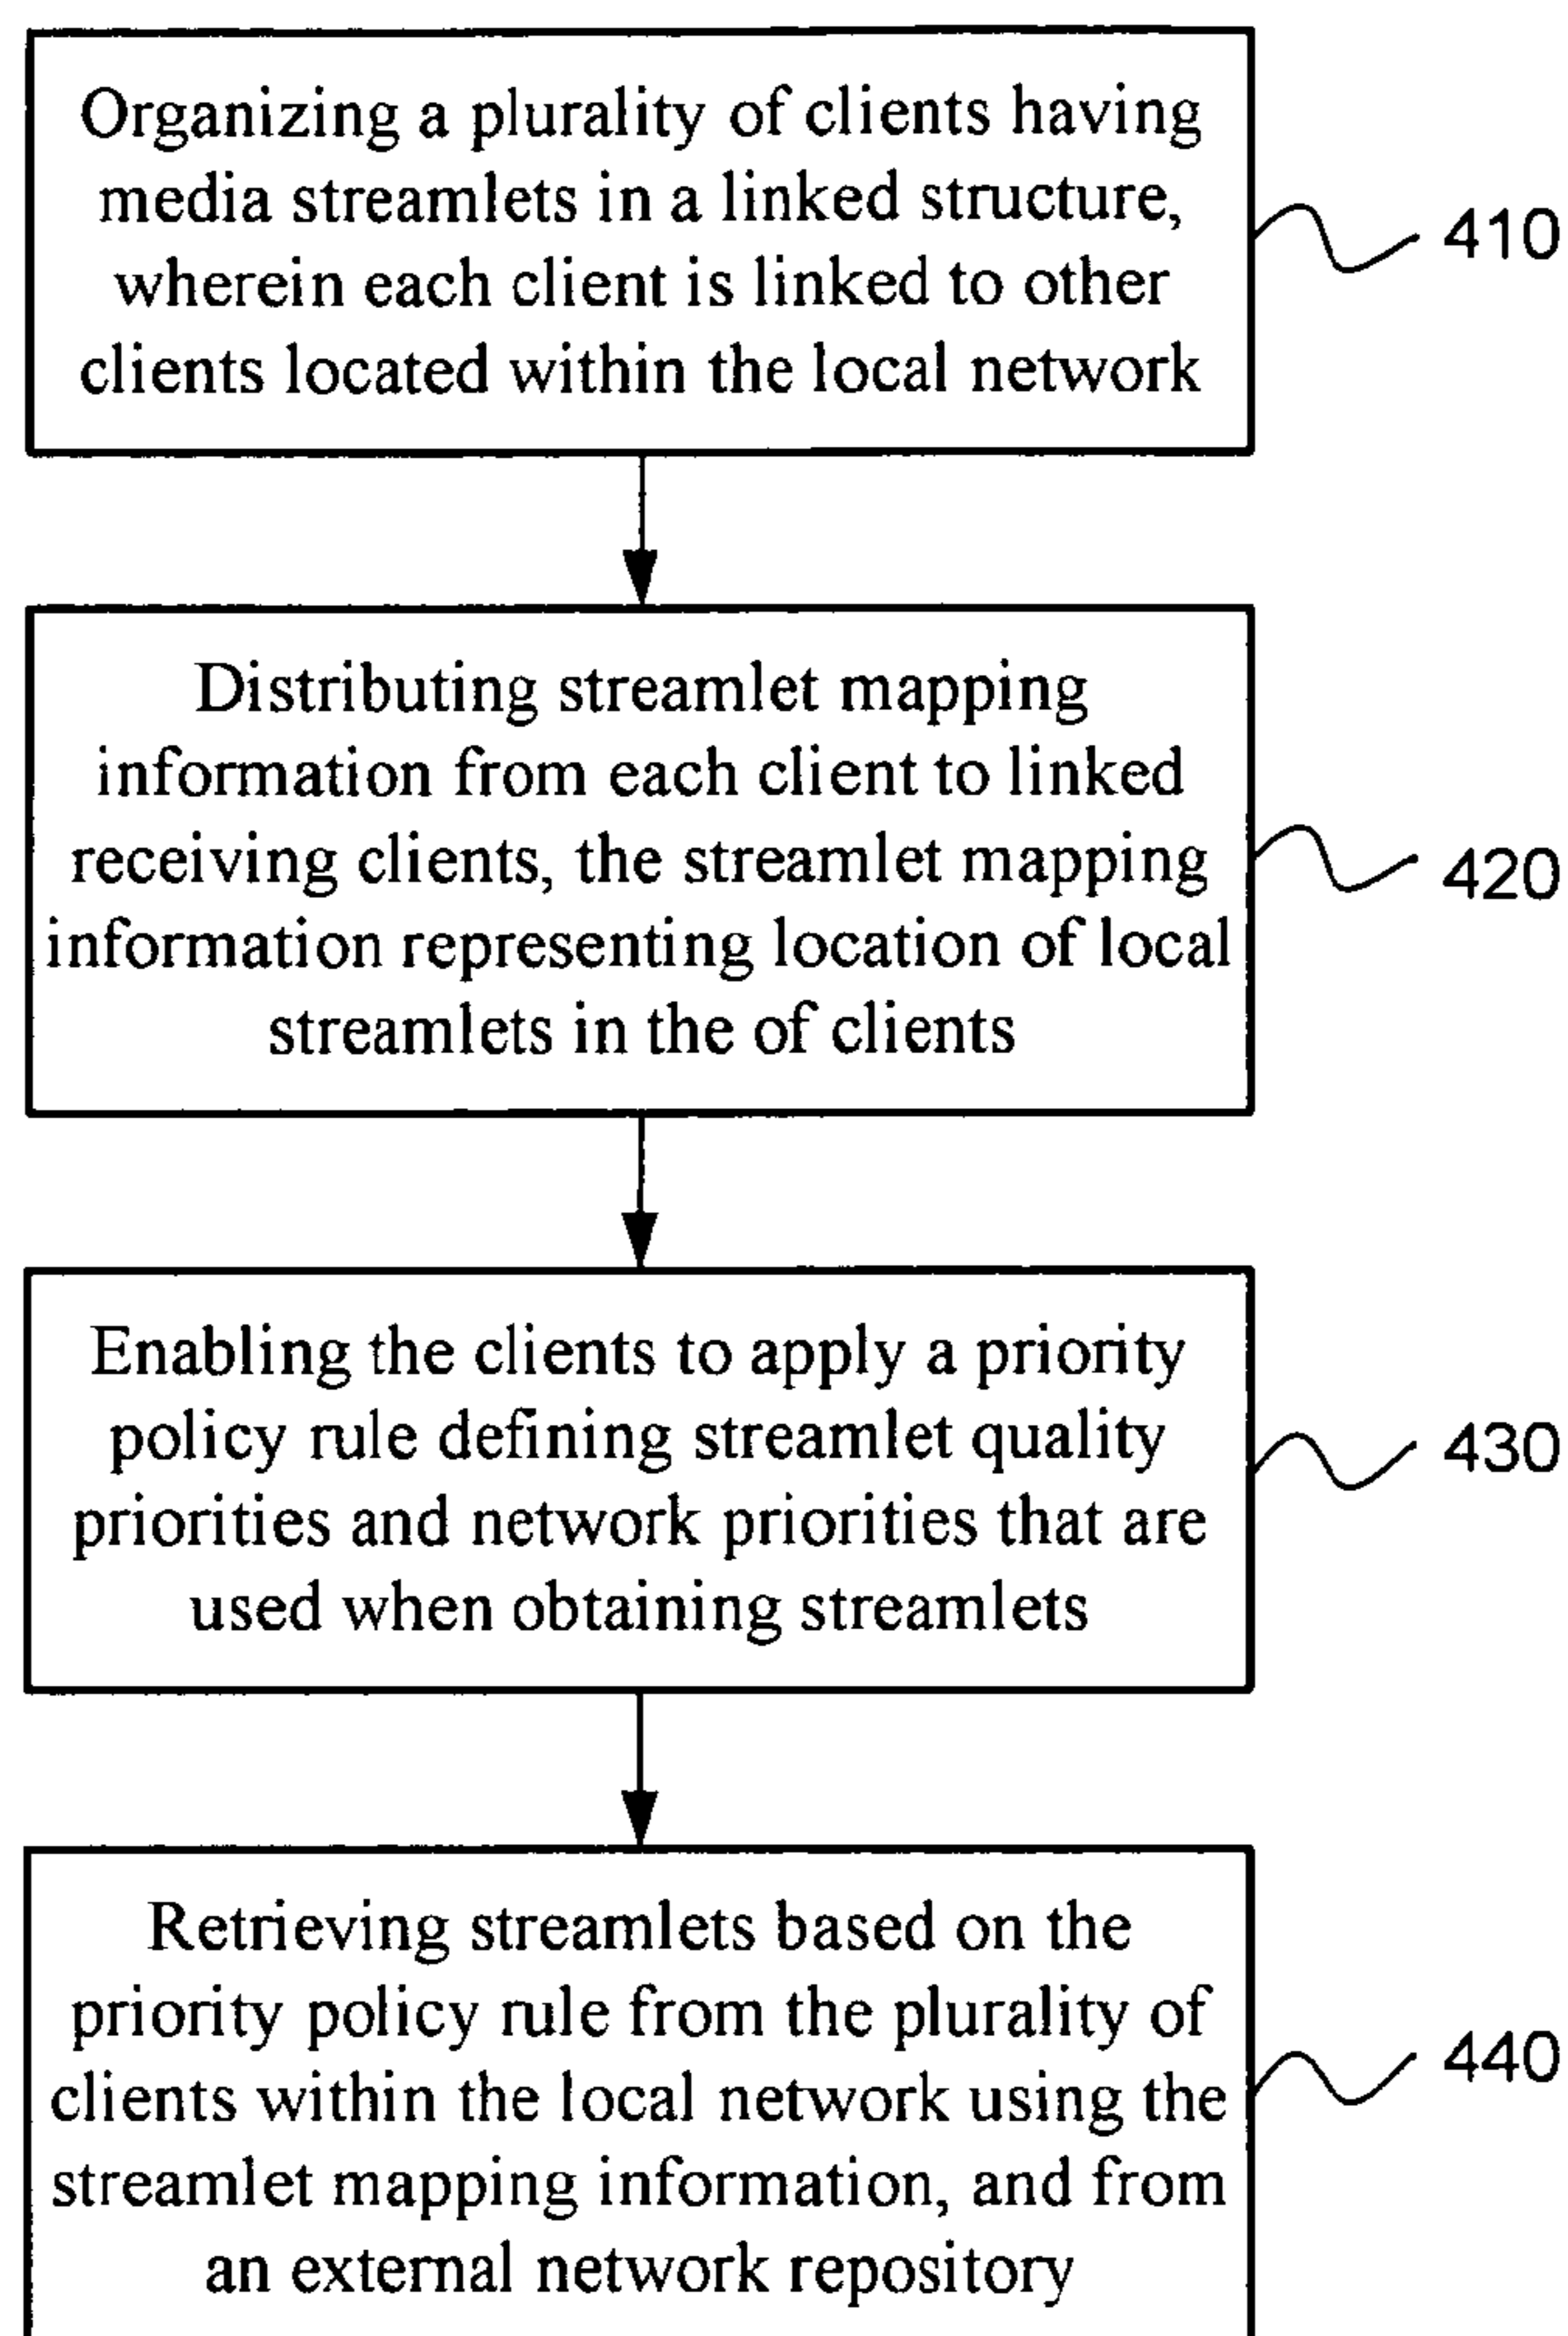 Organizing a plurality of clients having
media streamlets in a linked structure,
wherein each client is linked to other
clients located within the local network
410
Distributing streamlet mapping
information from each client to linked
receiving clients, the streamlet mapping
information representing location of local
streamlets in the of clients
420
Enabling the clients to apply a priority
policy rule defining streamlet quality
priorities and network priorities that are
used when obtaining streamlets
430
Retrieving streamlets based on the
priority policy rule from the plurality of
clients within the local network using the
streamlet mapping information, and from
an external network repository
440